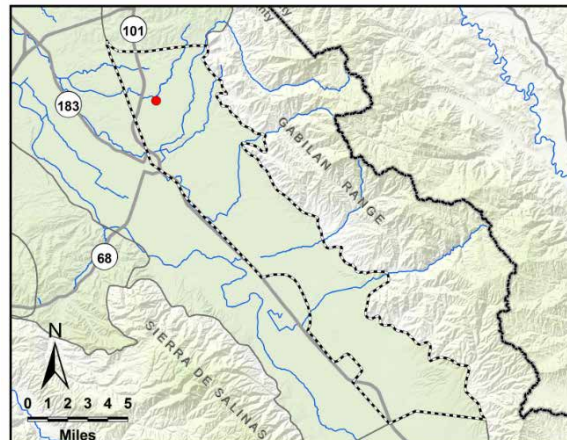 101
183
GABILAN RANGE
68
SIERRA DE SALINAS
N
0 1 2 3 4 5
Miles